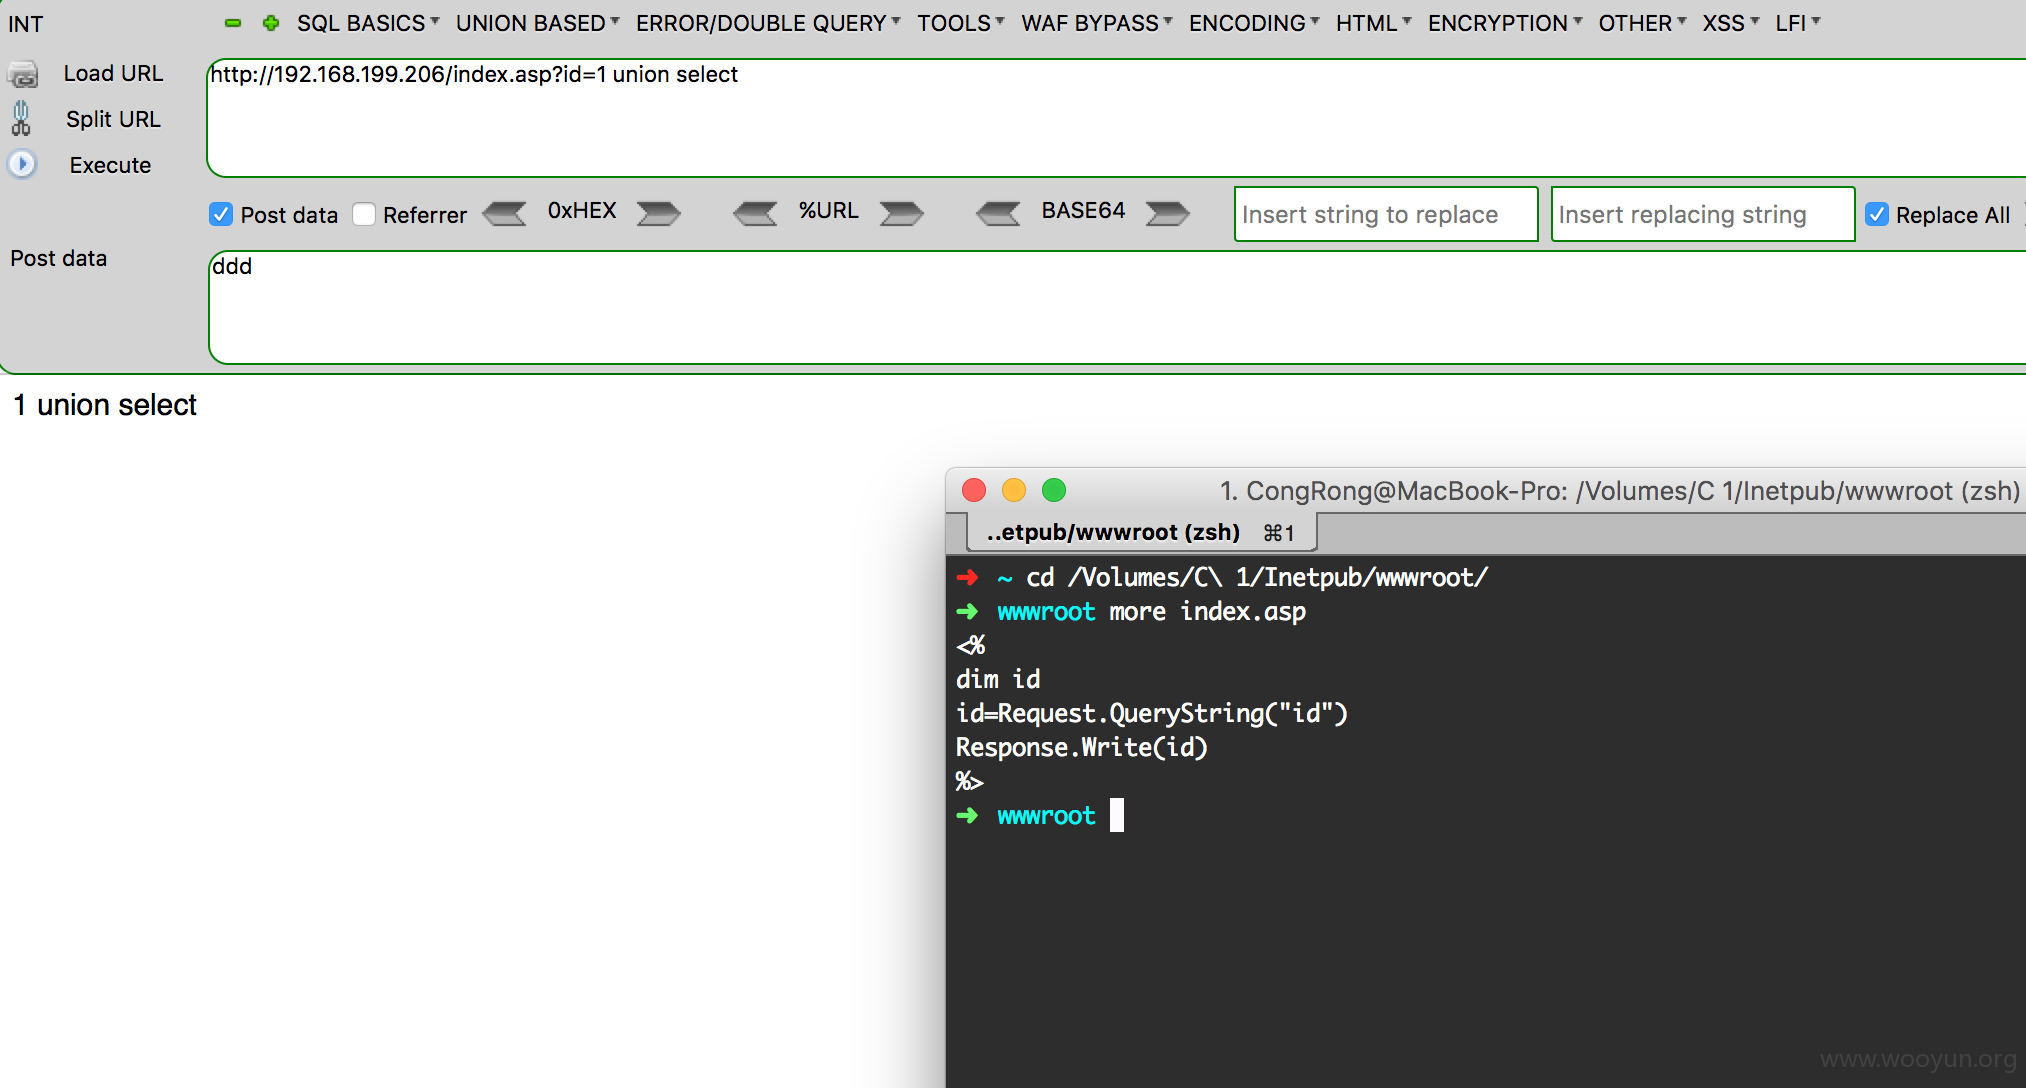 INT
SQL BASICS UNION BASED ERROR/DOUBLE QUERY TOOLS WAF BYPASS ENCODING HTML ENCRYPTION OTHER XSS LFI
Load URL
http://192.168.199.206/index.asp?id=1 union select
Split URL
Execute
Post data Referrer 0xHEX %URL BASE64 Insert string to replace Insert replacing string Replace All
Post data
ddd
1 union select
1. CongRong@MacBook-Pro: /Volumes/C 1/Inetpub/wwwroot (zsh)
..etpub/wwwroot (zsh) ⌘1
➜ ~ cd /Volumes/C\ 1/Inetpub/wwwroot/
➜ wwwroot more index.asp
<%
dim id
id=Request.QueryString("id")
Response.Write(id)
%>
➜ wwwroot
www.wooyun.org